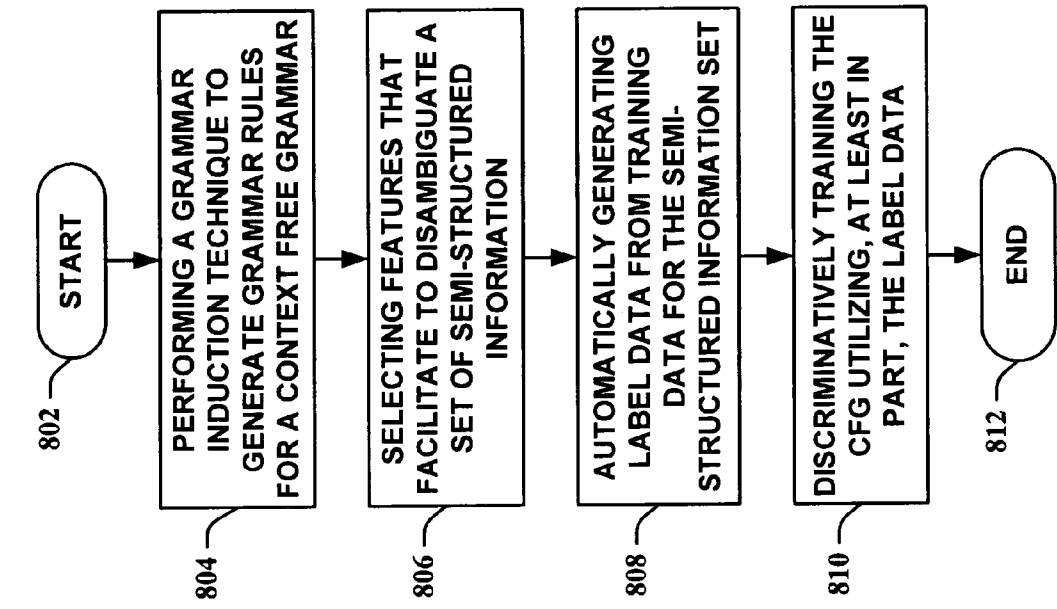 START
802
PERFORMING A GRAMMAR
INDUCTION TECHNIQUE TO
GENERATE GRAMMAR RULES
FOR A CONTEXT FREE GRAMMAR
804
SELECTING FEATURES THAT
FACILITATE TO DISAMBIGUATE A
SET OF SEMI-STRUCTURED
INFORMATION
806
AUTOMATICALLY GENERATING
LABEL DATA FROM TRAINING
DATA FOR THE SEMI-
STRUCTURED INFORMATION SET
808
DISCRIMINATIVELY TRAINING THE
CFG UTILIZING, AT LEAST IN
PART, THE LABEL DATA
810
END
812